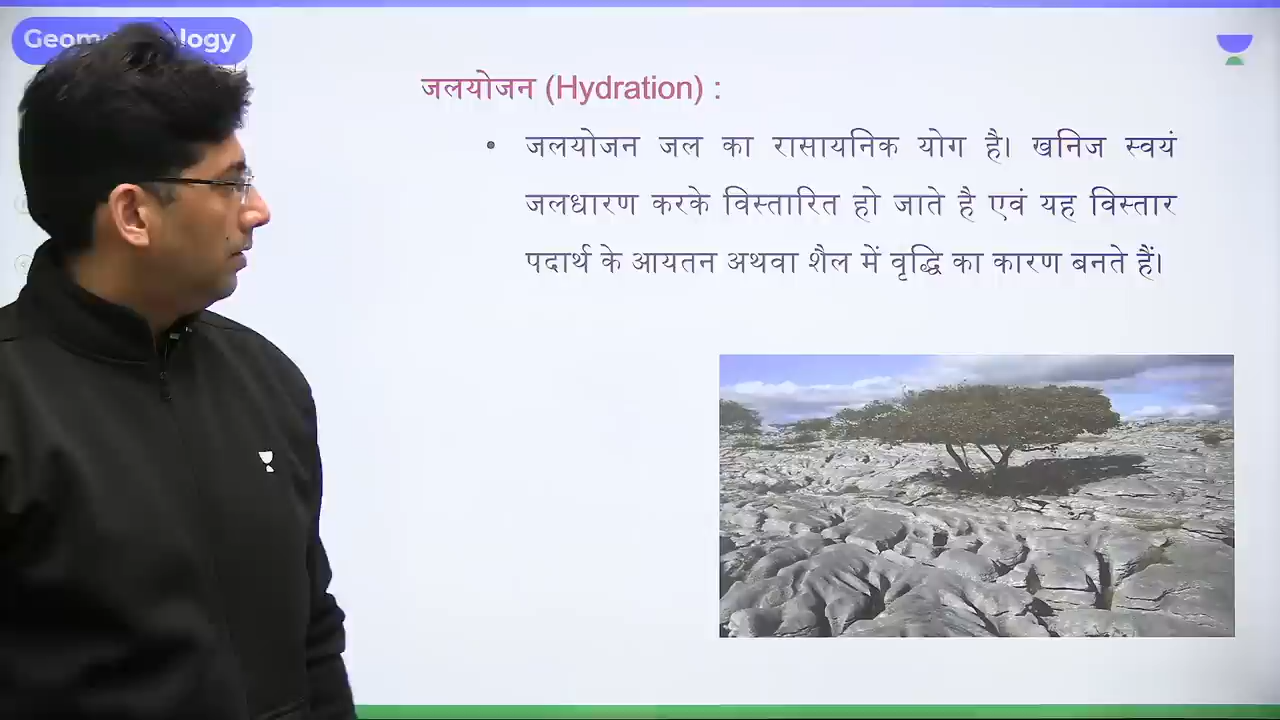 जलयोजन (Hydration) :
• जलयोजन जल का रासायनिक योग है। खनिज स्वयं
जलधारण करके विस्तारित हो जाते है एवं यह विस्तार
पदार्थ के आयतन अथवा शैल में वृद्धि का कारण बनते हैं।